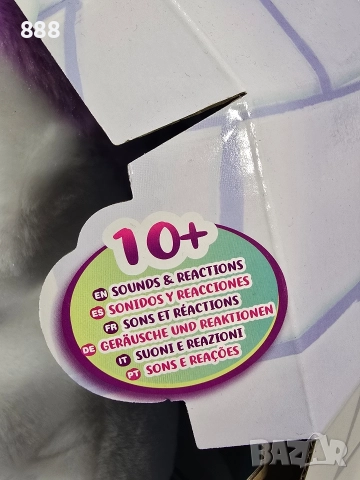 888
10+
EN SOUNDS & REACTIONS
ES SONIDOS Y REACCIONES
FR SONS ET RÉACTIONS
DE GERÄUSCHE UND REAKTIONEN
IT SUONI E REAZIONI
PT SONS E REAÇÕES
BAZAR